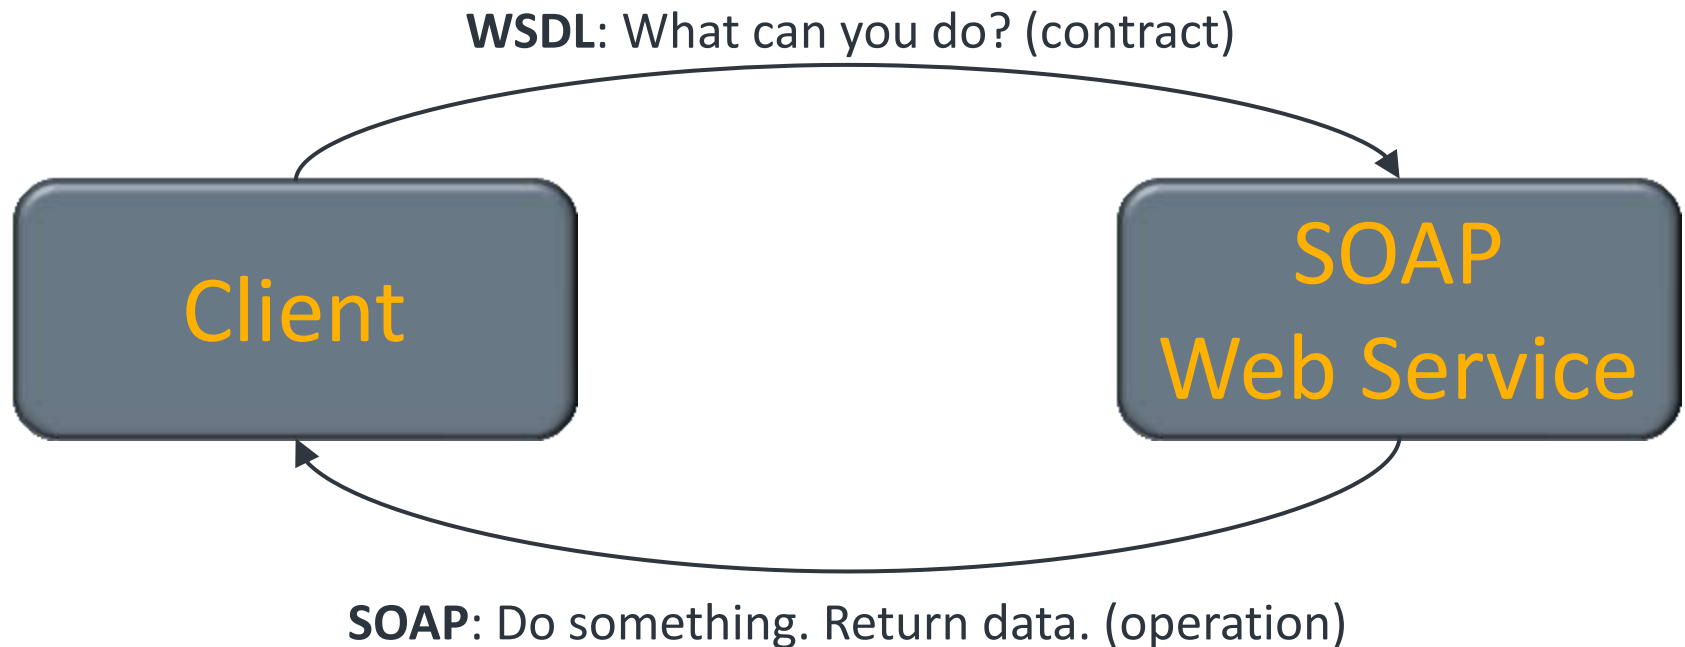 WSDL: What can you do? (contract)
Client
SOAP
Web Service
SOAP: Do something. Return data. (operation)